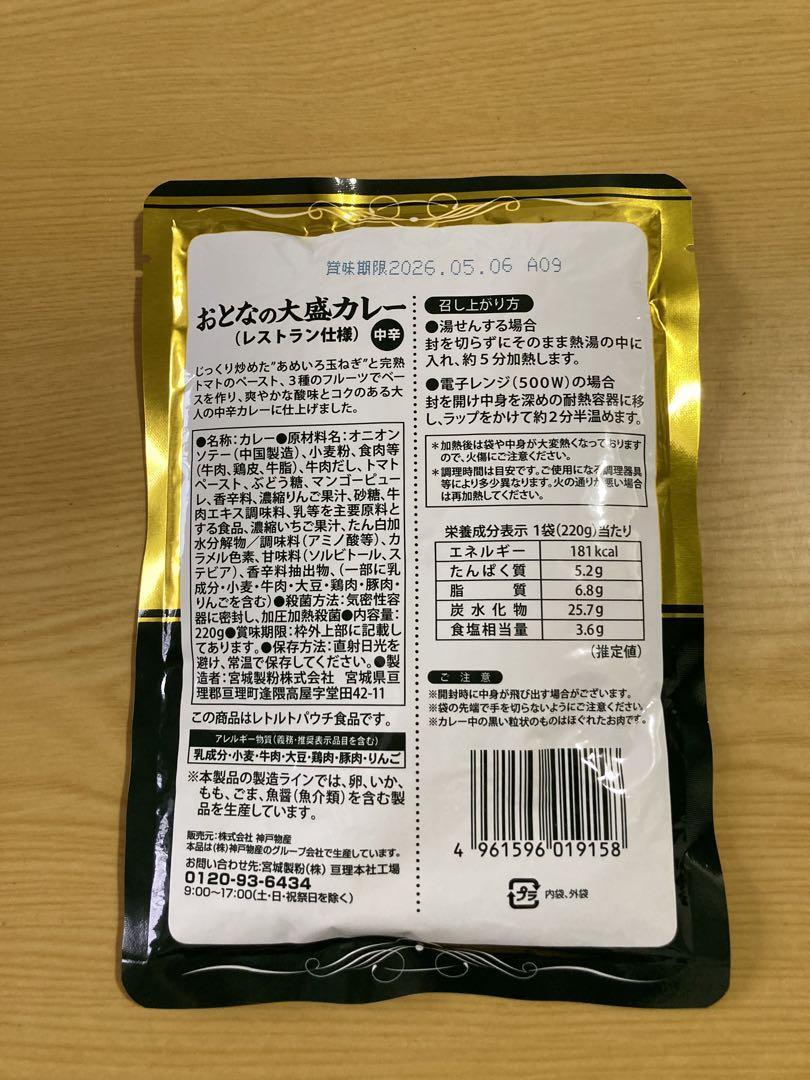 賞味期限2026.05.06 A09
おとなの大盛カレー
(レストラン仕様) 中辛
じっくり炒めた"あめいろ玉ねぎ"と完熟
トマトのペースト、3種のフルーツでベー
スを作り、爽やかな酸味とコクのある大
人の中辛カレーに仕上げました。
●名称:カレー●原材料名:オニオン
ソテー(中国製造)、小麦粉、食肉等
(牛肉、鶏皮、牛脂)、牛肉だし、トマト
ペースト、ぶどう糖、マンゴーピュー
レ、香辛料、濃縮りんご果汁、砂糖、牛
肉エキス調味料、乳等を主要原料と
する食品、濃縮いちご果汁、たん白加
水分解物/調味料(アミノ酸等)、カ
ラメル色素、甘味料(ソルビトール、ス
テビア)、香辛料抽出物、(一部に乳
成分・小麦・牛肉・大豆・鶏肉・豚肉・
りんごを含む)●殺菌方法:気密性容
器に密封し、加圧加熱殺菌●内容量:
220g●賞味期限:枠外上部に記載し
てあります。●保存方法:直射日光を
避け、常温で保存してください。●製
造者:宮城製粉株式会社 宮城県亘
理郡亘理町逢隈高屋字堂田42-11
この商品はレトルトパウチ食品です。
アレルギー物質(義務・推奨表示品目を含む)
乳成分・小麦・牛肉・大豆・鶏肉・豚肉・りんご
※本製品の製造ラインでは、卵、いか、
もも、ごま、魚醤(魚介類)を含む製
品を生産しています。
販売元:株式会社 神戸物産
本品は(株)神戸物産のグループ会社で生産しています。
お問い合わせ先:宮城製粉(株) 亘理本社工場
0120-93-6434
9:00〜17:00(土・日・祝祭日を除く)
召し上がり方
●湯せんする場合
封を切らずにそのまま熱湯の中に
入れ、約5分加熱します。
●電子レンジ(500W)の場合
封を開け中身を深めの耐熱容器に移
し、ラップをかけて約2分半温めます。
*加熱後は袋や中身が大変熱くなっております
ので、火傷にご注意ください。
*調理時間は目安です。ご使用になる調理器具
等により多少異なります。火の通りが悪い場合
は再加熱してください。
栄養成分表示 1袋(220g)当たり
エネルギー 181kcal
たんぱく質 5.2g
脂質 6.8g
炭水化物 25.7g
食塩相当量 3.6g
(推定値)
ご注意
※開封時に中身が飛び出す場合がございます。
※袋の先端で手を切らないようにご注意ください。
※カレー中の黒い粒状のものはほぐれたお肉です。
4 961596 019158
プラ 内袋、外袋